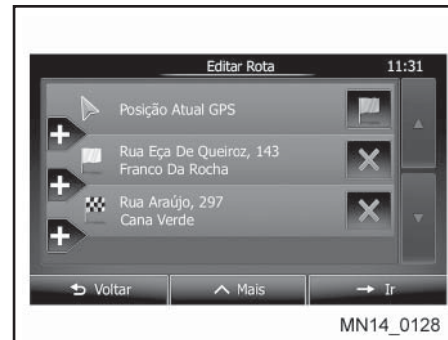 Editar Rota 11:31
Posição Atual GPS
Rua Eça De Queiroz, 143
Franco Da Rocha
Rua Araújo, 297
Cana Verde
Voltar Mais Ir
MN14_0128